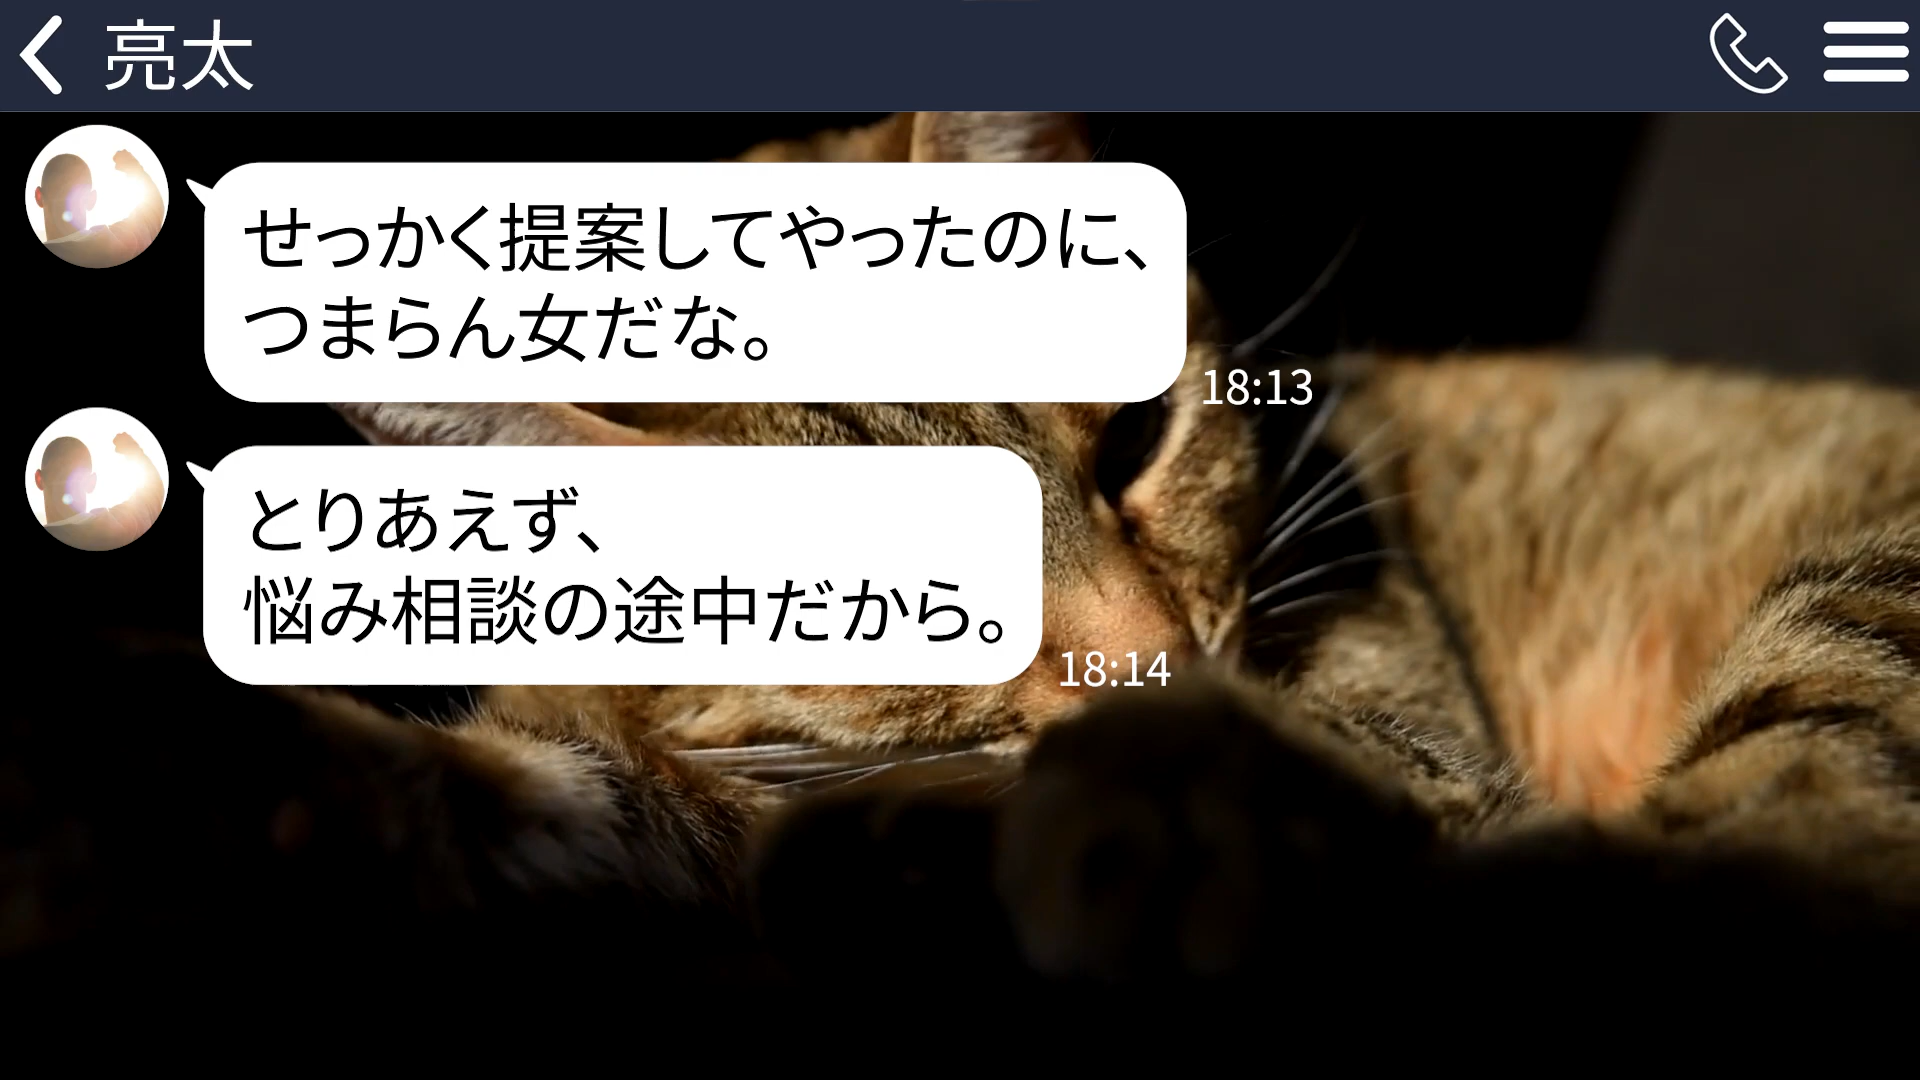 亮太
せっかく提案してやったのに、
つまらん女だな。
18:13
とりあえず、
悩み相談の途中だから。
18:14